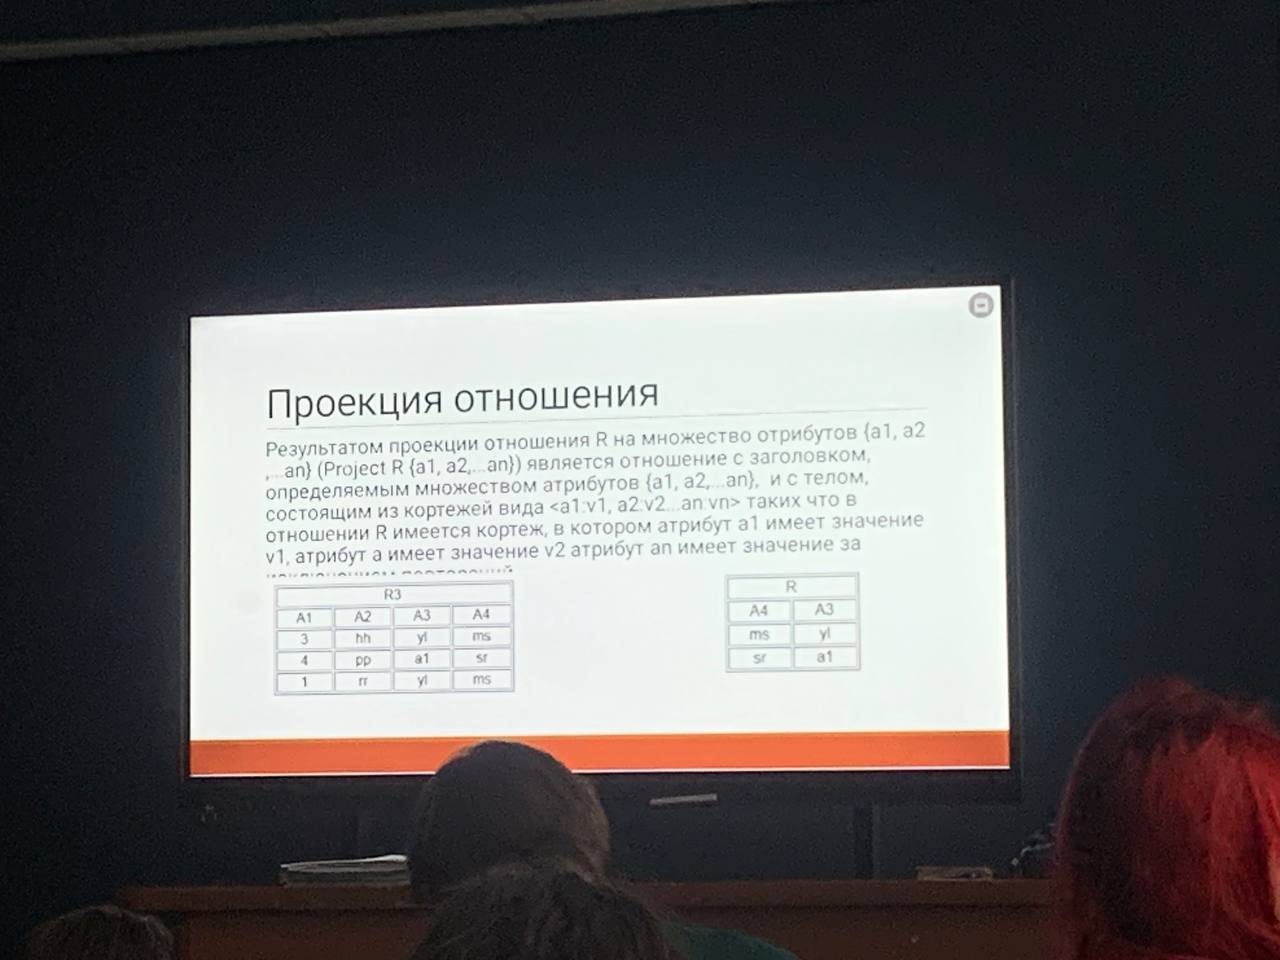 Проекция отношения
Результатом проекции отношения R на множество отрибутов {a1, a2
,...an} (Project R {a1, a2,...an}) является отношение с заголовком,
определяемым множеством атрибутов {a1, a2,...an}, и с телом,
состоящим из кортежей вида <a1:v1, a2:v2...an:vn> таких что в
отношении R имеется кортеж, в котором атрибут a1 имеет значение
v1, атрибут a имеет значение v2 атрибут an имеет значение за
исключением повторений.
R3
A1 A2 A3 A4
3 hh yl ms
4 pp a1 sr
1 rr yl ms
R
A4 A3
ms yl
sr a1